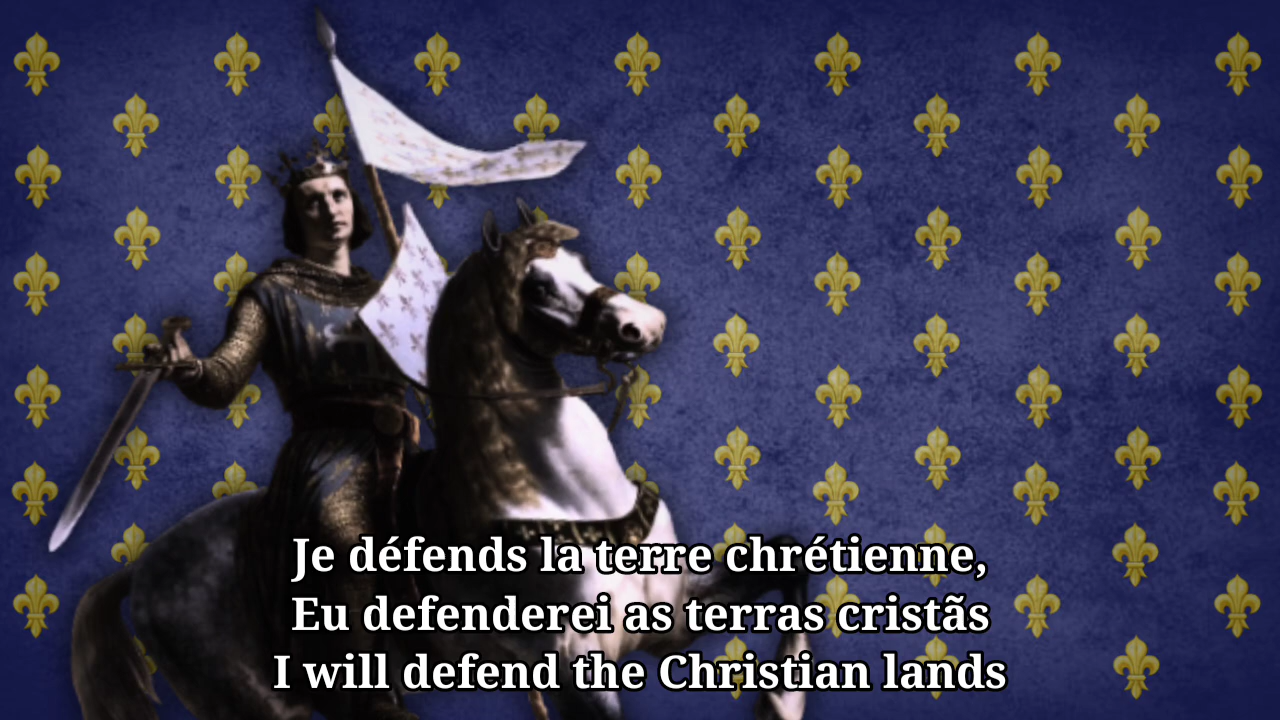 Je défends la terre chrétienne,
Eu defenderei as terras cristãs
I will defend the Christian lands